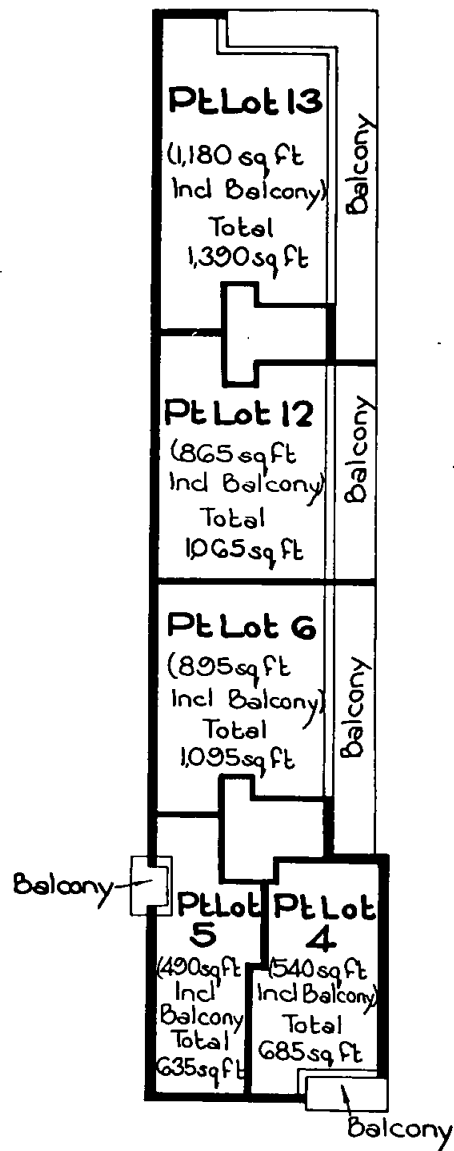 Pt Lot 13
(1,180 sq ft
Incl Balcony)
Total
1,390 sq ft
Balcony
Pt Lot 12
(865 sq ft
Incl Balcony)
Total
1,065 sq ft
Balcony
Pt Lot 6
(895 sq ft
Incl Balcony)
Total
1,095 sq ft
Balcony
Balcony
Pt Lot
5
(490 sq ft
Incl
Balcony
Total
635 sq ft
Pt Lot
4
(540 sq ft
Incl Balcony)
Total
685 sq ft
Balcony